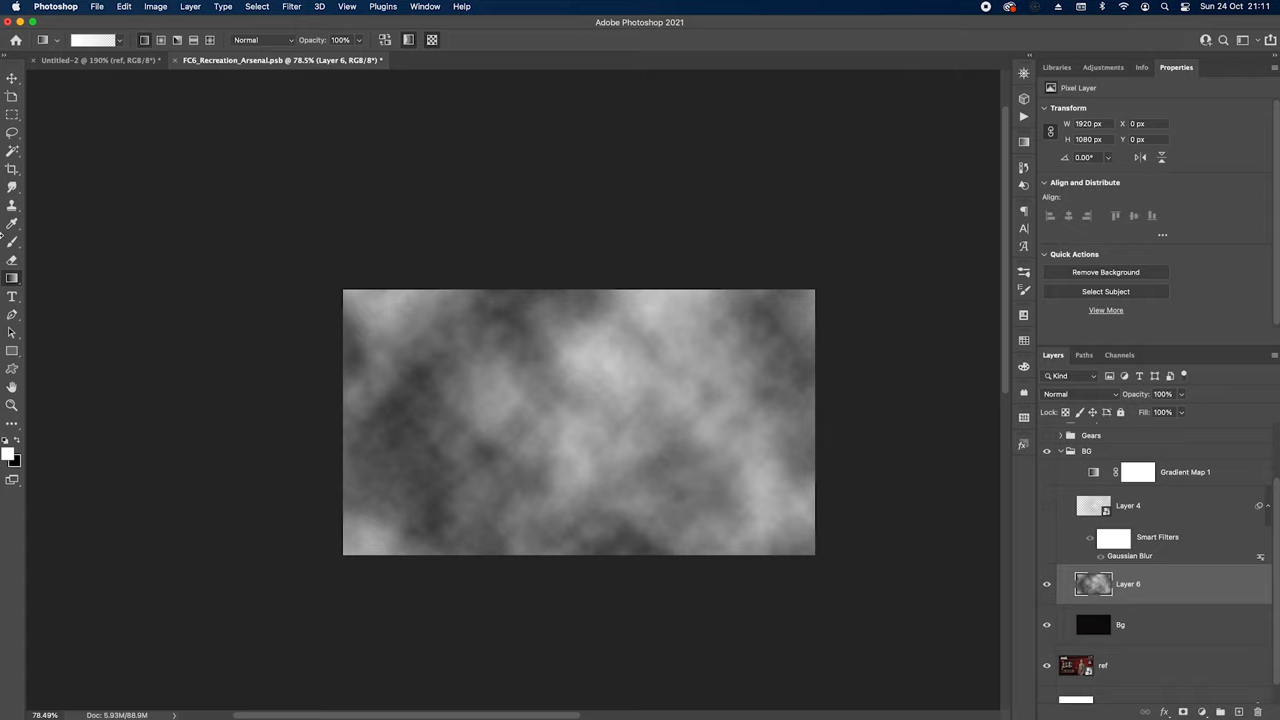 Photoshop File Edit Image Layer Type Select Filter 3D View Plugins Window Help Sun 24 Oct 21:11
Adobe Photoshop 2021
Normal Opacity: 100%
Untitled-2 @ 190% (ref, RGB/8*) * FC6_Recreation_Arsenal.psb @ 78.5% (Layer 6, RGB/8*) *
Libraries Adjustments Info Properties
Pixel Layer
Transform
W 1920 px X 0 px
H 1080 px Y 0 px
0.00°
Align and Distribute
Align:
Quick Actions
Remove Background
Select Subject
View More
Layers Paths Channels
Kind
Normal Opacity: 100%
Lock: Fill: 100%
Gears
BG
Gradient Map 1
Layer 4
Smart Filters
Gaussian Blur
Layer 6
Bg
ref
78.49% Doc: 5.93M/88.9M